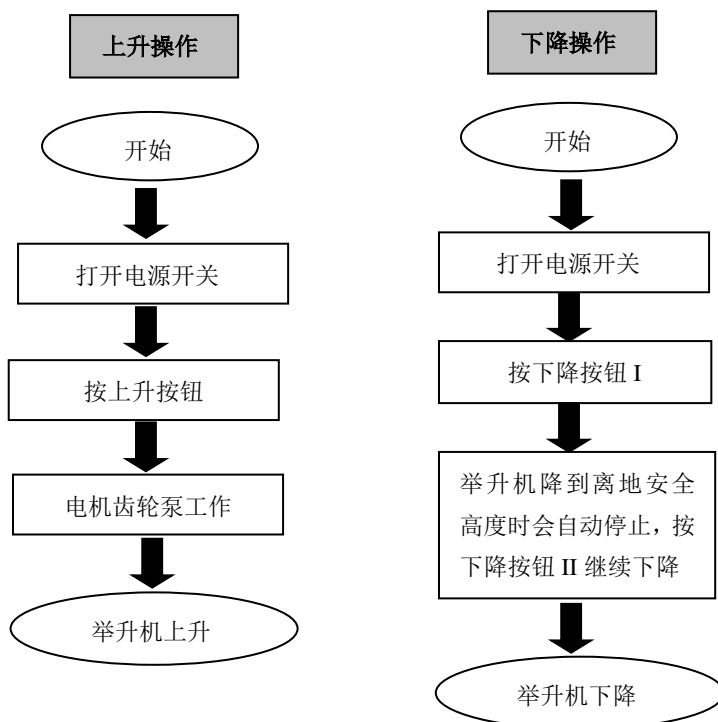 上升操作
开始
打开电源开关
按上升按钮
电机齿轮泵工作
举升机上升
下降操作
开始
打开电源开关
按下降按钮 I
举升机降到离地安全
高度时会自动停止，按
下降按钮 II 继续下降
举升机下降